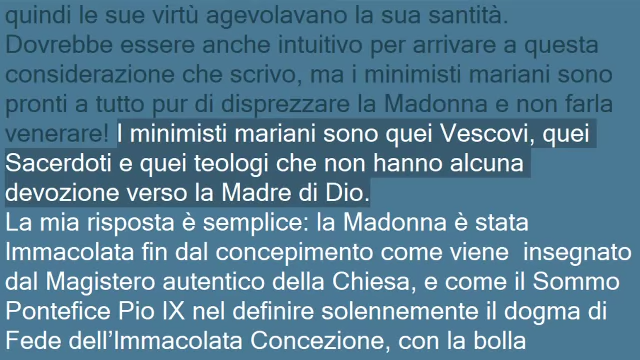 quindi le sue virtù agevolavano la sua santità.
Dovrebbe essere anche intuitivo per arrivare a questa
considerazione che scrivo, ma i minimisti mariani sono
pronti a tutto pur di disprezzare la Madonna e non farla
venerare! I minimisti mariani sono quei Vescovi, quei
Sacerdoti e quei teologi che non hanno alcuna
devozione verso la Madre di Dio.
La mia risposta è semplice: la Madonna è stata
Immacolata fin dal concepimento come viene  insegnato
dal Magistero autentico della Chiesa, e come il Sommo
Pontefice Pio IX nel definire solennemente il dogma di
Fede dell’Immacolata Concezione, con la bolla